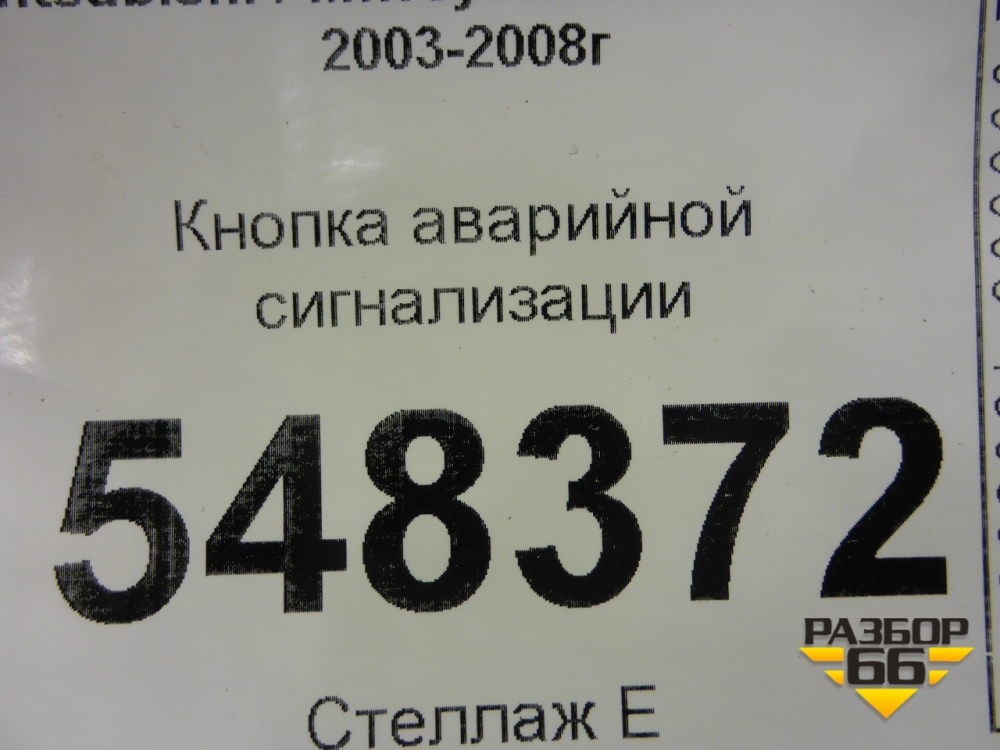 2003-2008г
Кнопка аварийной
сигнализации
548372
РАЗБОР
66
Стеллаж Е